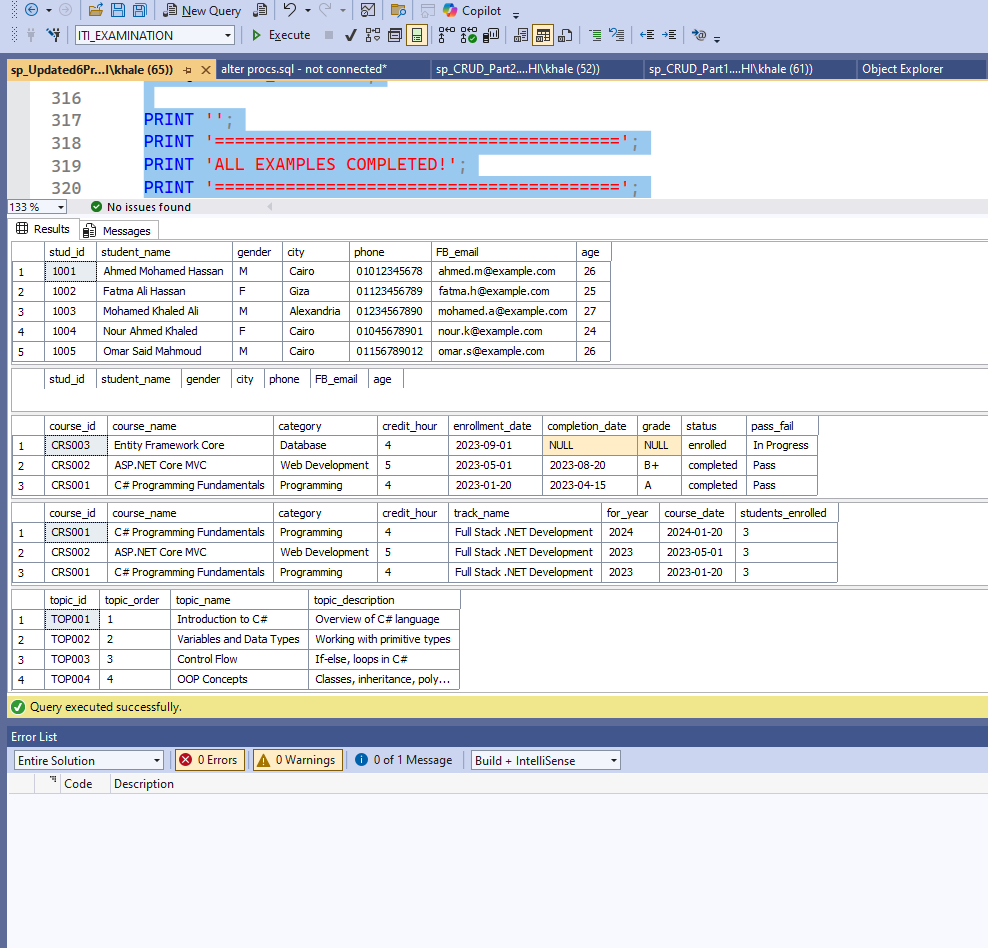 New Query
Copilot
ITI_EXAMINATION
Execute
sp_Updated6Pr...I\khale (65))
alter procs.sql - not connected*
sp_CRUD_Part2....HI\khale (52))
sp_CRUD_Part1....HI\khale (61))
Object Explorer
316
317 PRINT '';
318 PRINT '========================================';
319 PRINT 'ALL EXAMPLES COMPLETED!';
320 PRINT '========================================';
133 %
No issues found
Results
Messages
stud_id student_name gender city phone FB_email age
1 1001 Ahmed Mohamed Hassan M Cairo 01012345678 ahmed.m@example.com 26
2 1002 Fatma Ali Hassan F Giza 01123456789 fatma.h@example.com 25
3 1003 Mohamed Khaled Ali M Alexandria 01234567890 mohamed.a@example.com 27
4 1004 Nour Ahmed Khaled F Cairo 01045678901 nour.k@example.com 24
5 1005 Omar Said Mahmoud M Cairo 01156789012 omar.s@example.com 26
stud_id student_name gender city phone FB_email age
course_id course_name category credit_hour enrollment_date completion_date grade status pass_fail
1 CRS003 Entity Framework Core Database 4 2023-09-01 NULL NULL enrolled In Progress
2 CRS002 ASP.NET Core MVC Web Development 5 2023-05-01 2023-08-20 B+ completed Pass
3 CRS001 C# Programming Fundamentals Programming 4 2023-01-20 2023-04-15 A completed Pass
course_id course_name category credit_hour track_name for_year course_date students_enrolled
1 CRS001 C# Programming Fundamentals Programming 4 Full Stack .NET Development 2024 2024-01-20 3
2 CRS002 ASP.NET Core MVC Web Development 5 Full Stack .NET Development 2023 2023-05-01 3
3 CRS001 C# Programming Fundamentals Programming 4 Full Stack .NET Development 2023 2023-01-20 3
topic_id topic_order topic_name topic_description
1 TOP001 1 Introduction to C# Overview of C# language
2 TOP002 2 Variables and Data Types Working with primitive types
3 TOP003 3 Control Flow If-else, loops in C#
4 TOP004 4 OOP Concepts Classes, inheritance, poly...
Query executed successfully.
Error List
Entire Solution
0 Errors
0 Warnings
0 of 1 Message
Build + IntelliSense
Code
Description